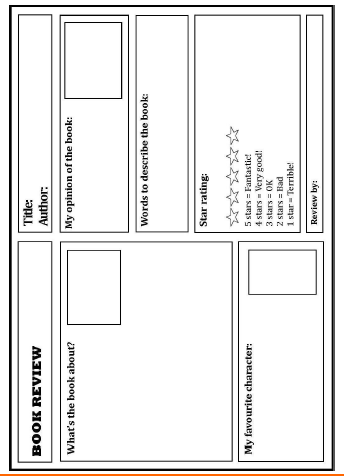 BOOK REVIEW
Title:
Author:
What's the book about?
My opinion of the book:
Words to describe the book:
My favourite character:
Star rating:
5 stars = Fantastic!
4 stars = Very good!
3 stars = OK
2 stars = Bad
1 star = Terrible!
Review by: